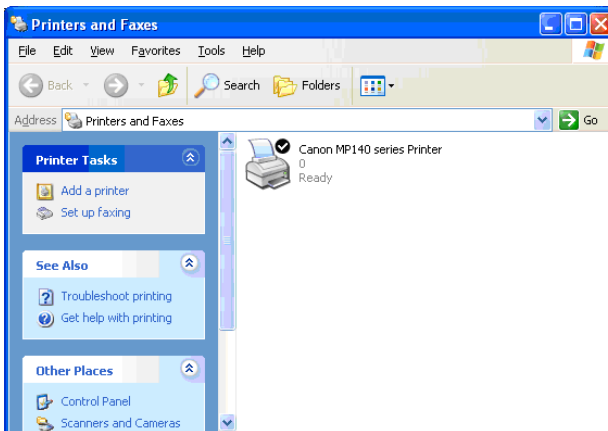 Printers and Faxes
File Edit View Favorites Tools Help
Back Search Folders
Address Printers and Faxes Go
Printer Tasks
Add a printer
Set up faxing
See Also
Troubleshoot printing
Get help with printing
Other Places
Control Panel
Scanners and Cameras
Canon MP140 series Printer
0
Ready